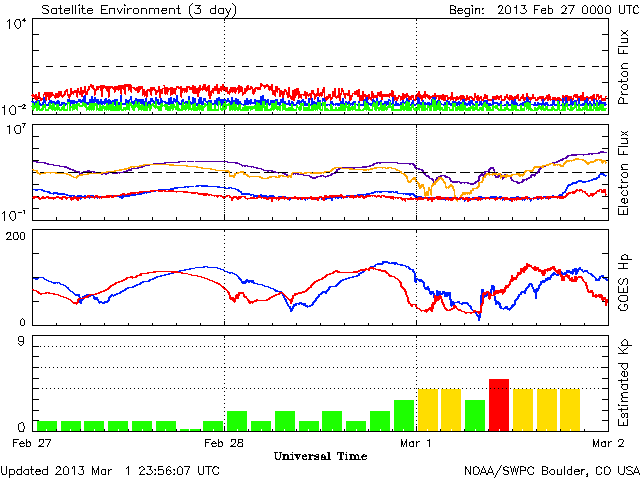 Satellite Environment (3 day)
Begin: 2013 Feb 27 0000 UTC
10^4
10^-2
Proton Flux
10^7
10^-1
Electron Flux
200
0
GOES Hp
9
0
Estimated Kp
Feb 27
Feb 28
Mar 1
Mar 2
Universal Time
Updated 2013 Mar 1 23:56:07 UTC
NOAA/SWPC Boulder, CO USA